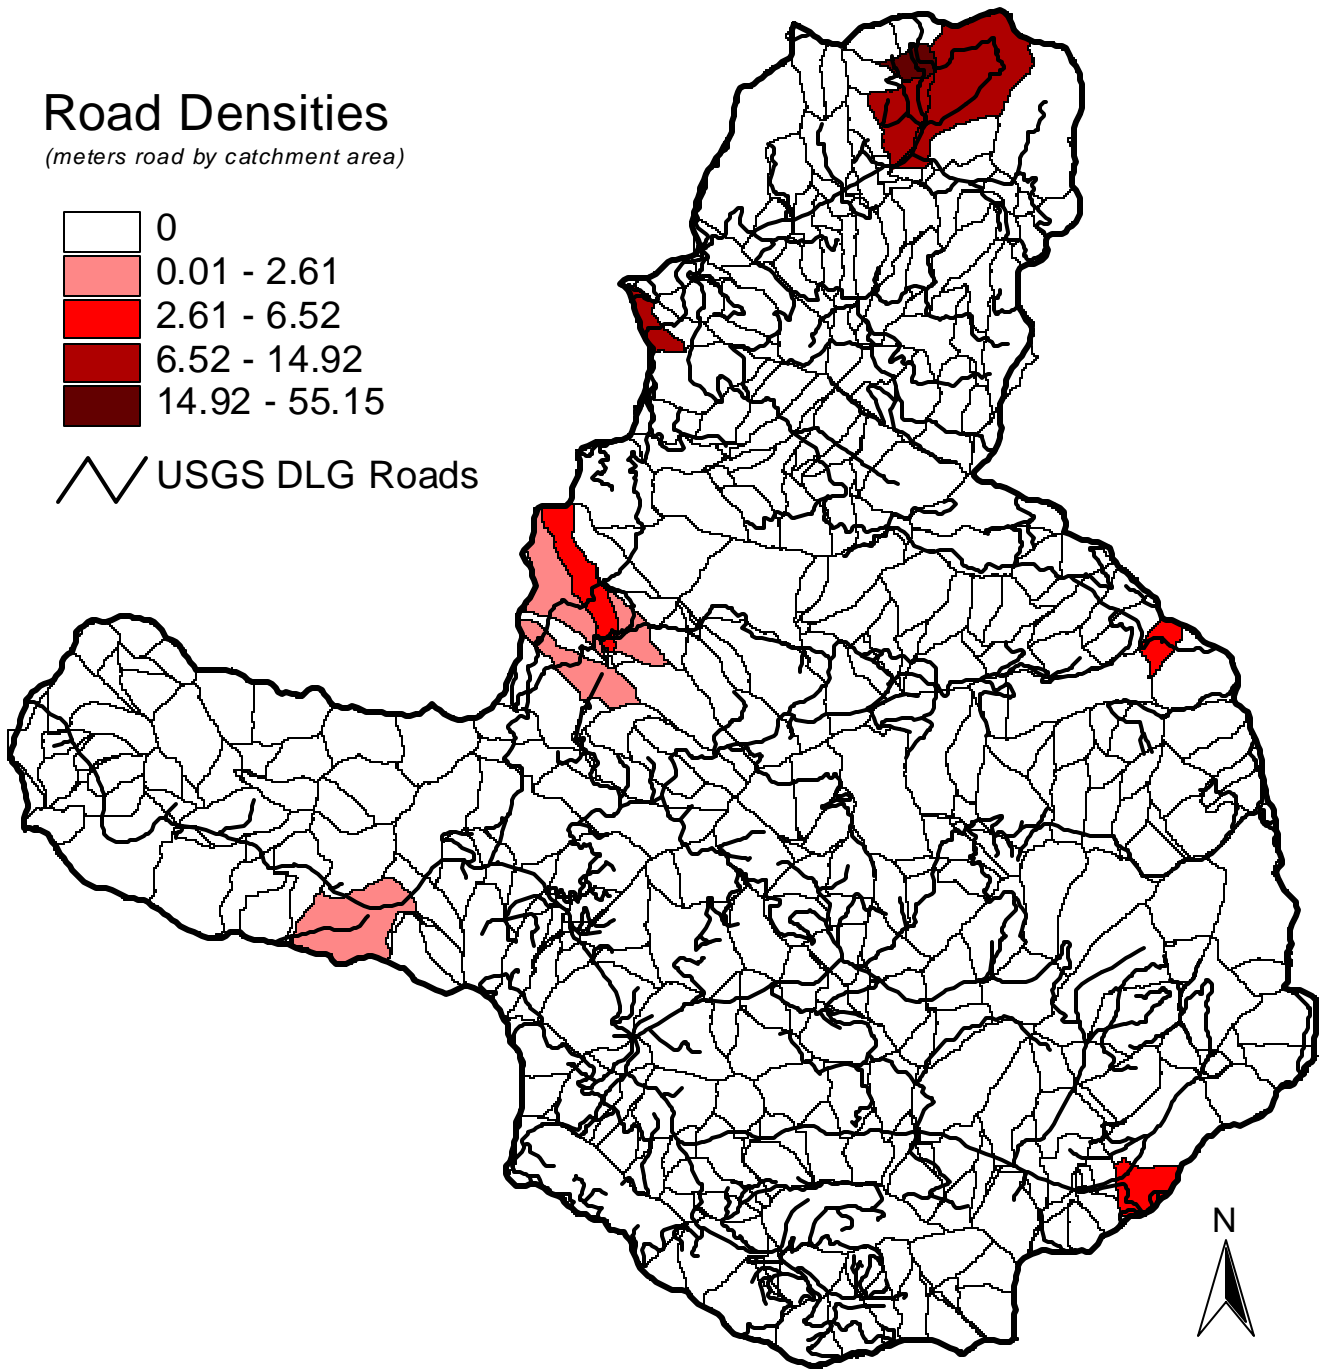 Road Densities
(meters road by catchment area)
0
0.01 - 2.61
2.61 - 6.52
6.52 - 14.92
14.92 - 55.15
USGS DLG Roads
N